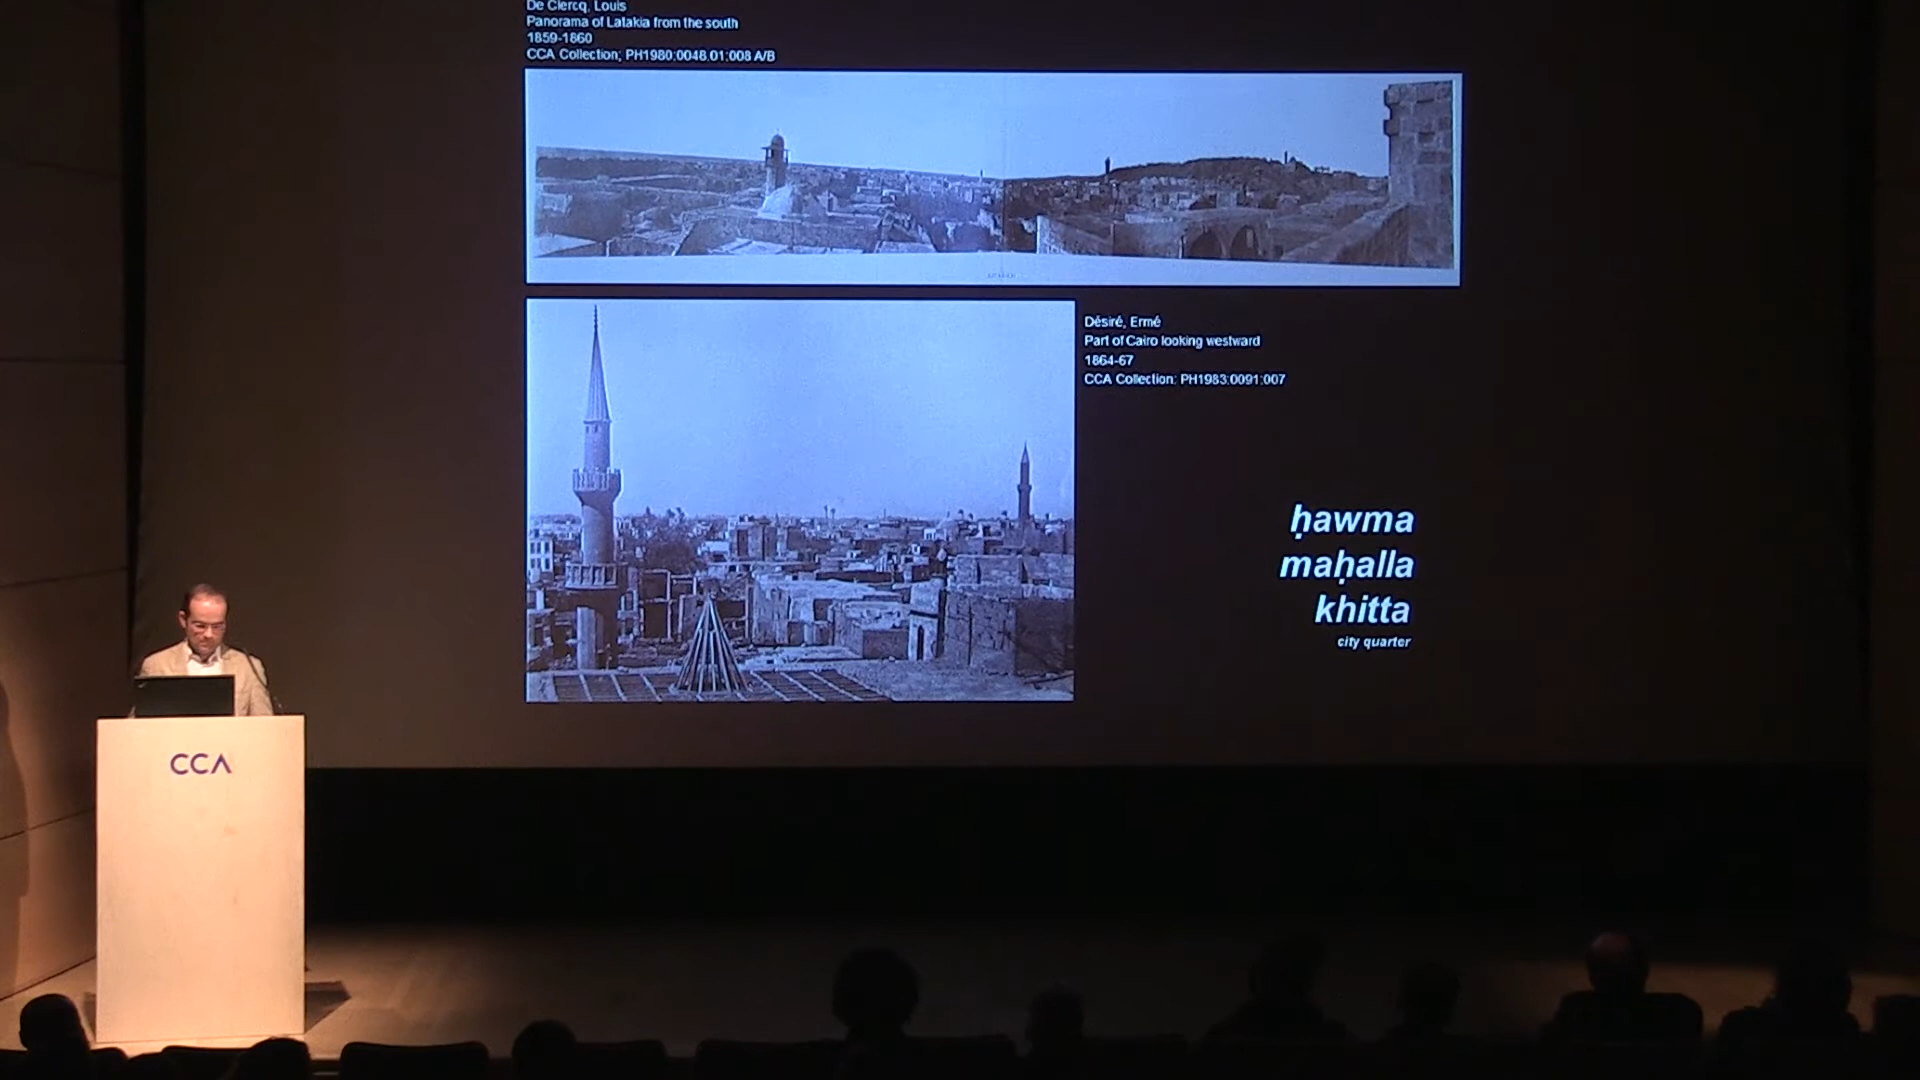 De Clercq, Louis
Panorama of Latakia from the south
1859-1860
CCA Collection; PH1980:0048.01:008 A/B
Désiré, Ermé
Part of Cairo looking westward
1864-67
CCA Collection: PH1983:0091:007
ḥawma
maḥalla
khitta
city quarter
CCA